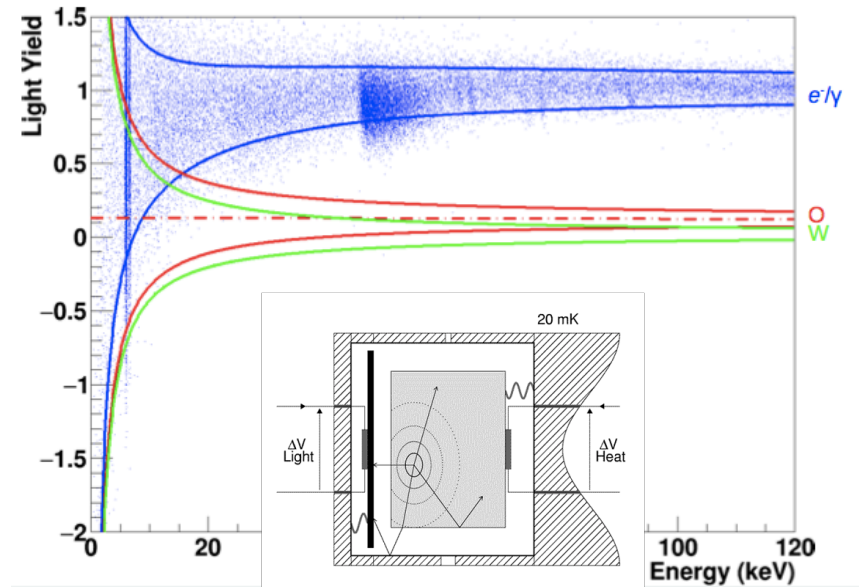 Light Yield
1.5
1
0.5
0
−0.5
−1
−1.5
−2
e⁻/γ
O
W
20 mK
ΔV
Light
ΔV
Heat
0
20
100
120
Energy (keV)